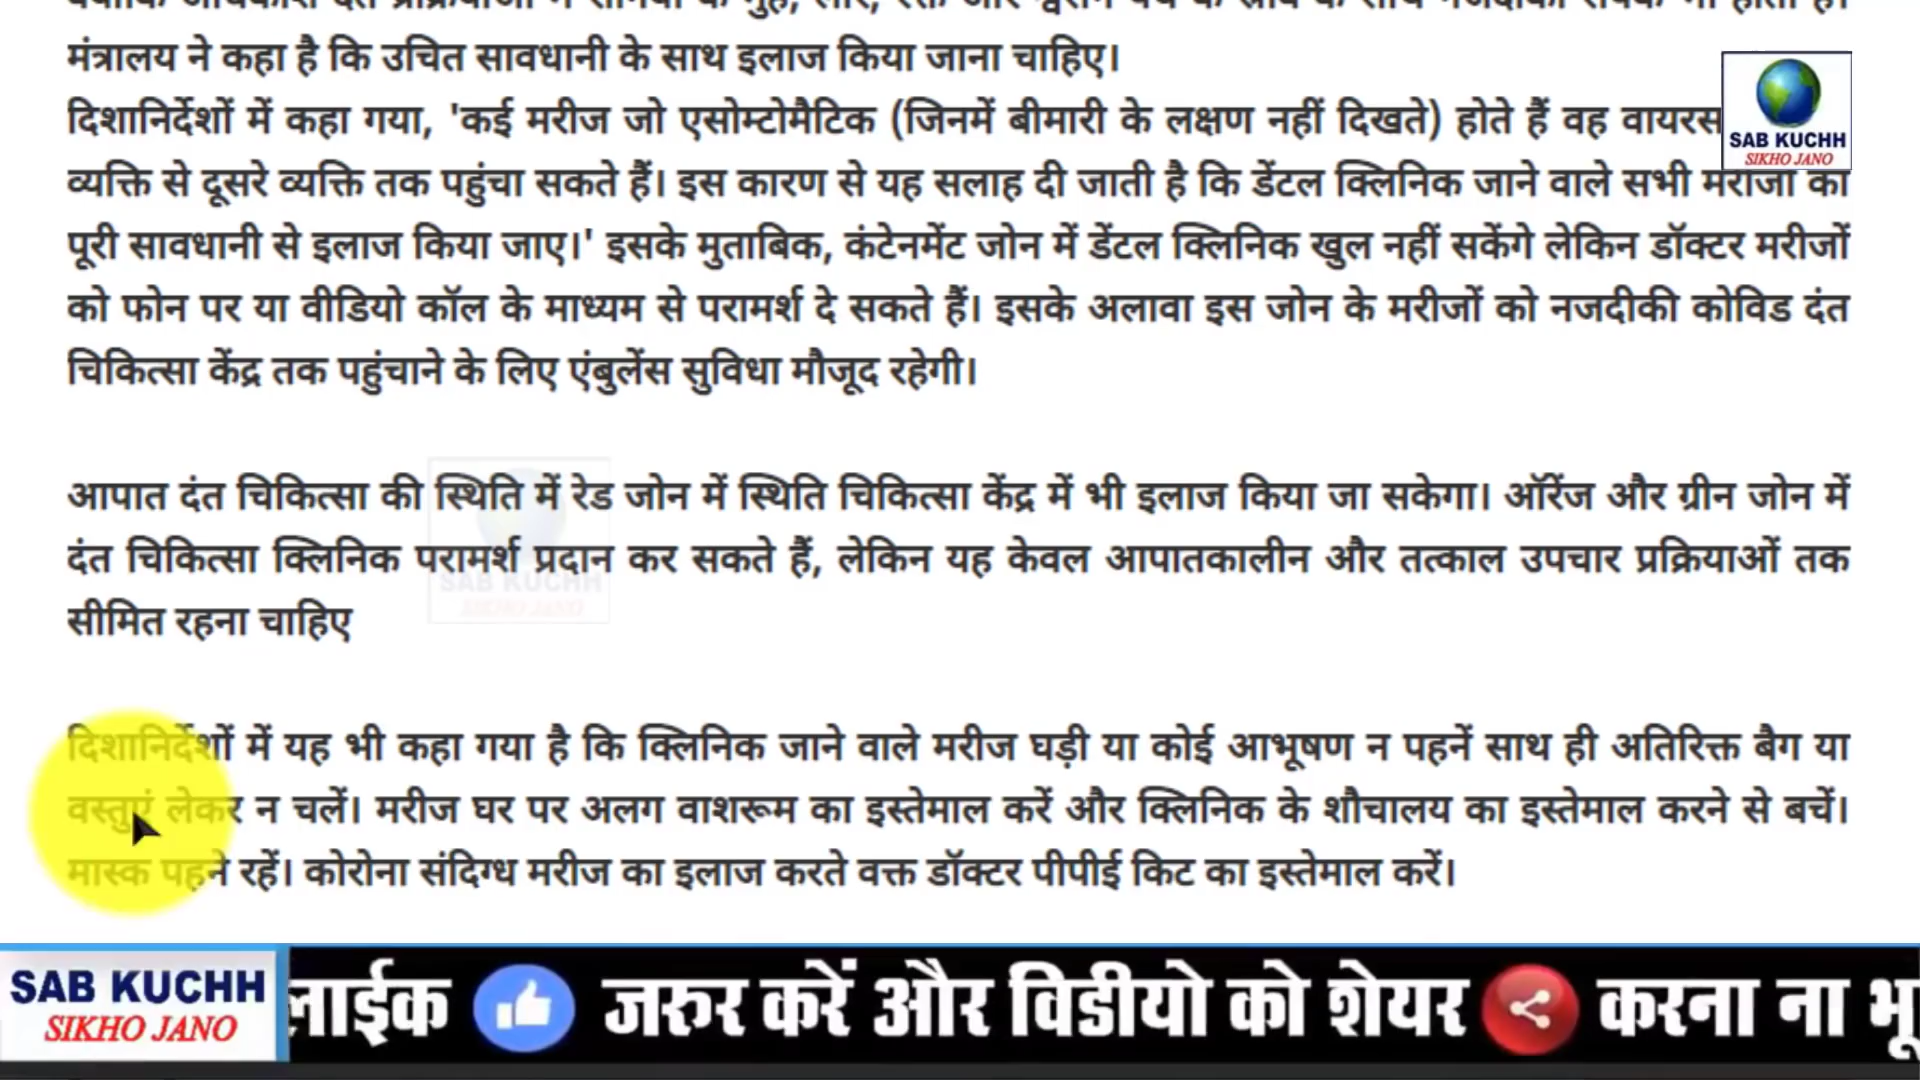 मंत्रालय ने कहा है कि उचित सावधानी के साथ इलाज किया जाना चाहिए।
दिशानिर्देशों में कहा गया, 'कई मरीज जो एसोम्टोमैटिक (जिनमें बीमारी के लक्षण नहीं दिखते) होते हैं वह वायरस
SAB KUCHH
SIKHO JANO
व्यक्ति से दूसरे व्यक्ति तक पहुंचा सकते हैं। इस कारण से यह सलाह दी जाती है कि डेंटल क्लिनिक जाने वाले सभी मरीजों को
पूरी सावधानी से इलाज किया जाए।' इसके मुताबिक, कंटेनमेंट जोन में डेंटल क्लिनिक खुल नहीं सकेंगे लेकिन डॉक्टर मरीजों
को फोन पर या वीडियो कॉल के माध्यम से परामर्श दे सकते हैं। इसके अलावा इस जोन के मरीजों को नजदीकी कोविड दंत
चिकित्सा केंद्र तक पहुंचाने के लिए एंबुलेंस सुविधा मौजूद रहेगी।
आपात दंत चिकित्सा की स्थिति में रेड जोन में स्थिति चिकित्सा केंद्र में भी इलाज किया जा सकेगा। ऑरेंज और ग्रीन जोन में
दंत चिकित्सा क्लिनिक परामर्श प्रदान कर सकते हैं, लेकिन यह केवल आपातकालीन और तत्काल उपचार प्रक्रियाओं तक
SAB KUCHH
SIKHO JANO
सीमित रहना चाहिए
दिशानिर्देशों में यह भी कहा गया है कि क्लिनिक जाने वाले मरीज घड़ी या कोई आभूषण न पहनें साथ ही अतिरिक्त बैग या
वस्तुएं लेकर न चलें। मरीज घर पर अलग वाशरूम का इस्तेमाल करें और क्लिनिक के शौचालय का इस्तेमाल करने से बचें।
मास्क पहने रहें। कोरोना संदिग्ध मरीज का इलाज करते वक्त डॉक्टर पीपीई किट का इस्तेमाल करें।
SAB KUCHH
SIKHO JANO
लाईक जरुर करें और विडीयो को शेयर करना ना